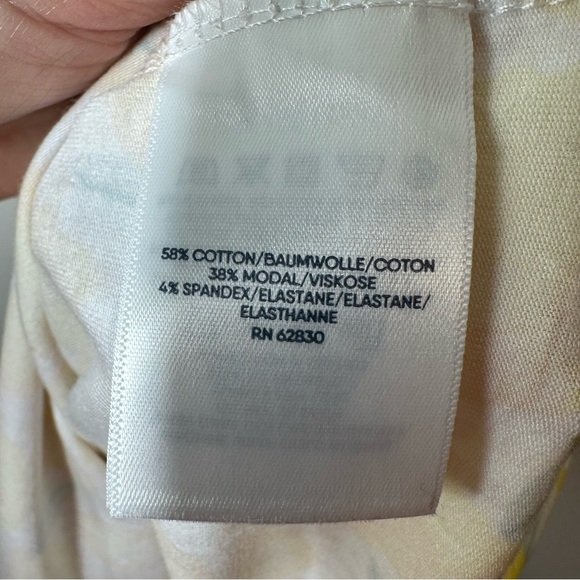 58% COTTON/BAUMWOLLE/COTON
38% MODAL/VISKOSE
4% SPANDEX/ELASTANE/ELASTANE/
ELASTHANNE
RN 62830